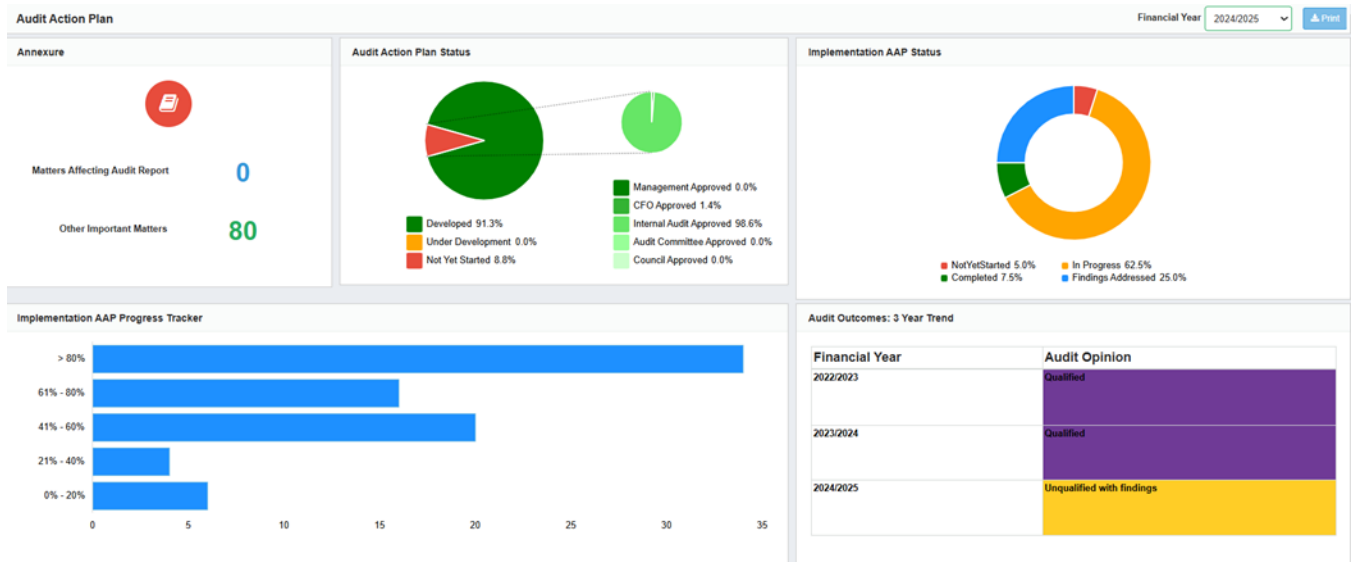 Audit Action Plan
Financial Year 2024/2025 Print
Annexure
Matters Affecting Audit Report 0
Other Important Matters 80
Audit Action Plan Status
Developed 91.3%
Under Development 0.0%
Not Yet Started 8.8%
Management Approved 0.0%
CFO Approved 1.4%
Internal Audit Approved 98.6%
Audit Committee Approved 0.0%
Council Approved 0.0%
Implementation AAP Status
NotYetStarted 5.0% In Progress 62.5%
Completed 7.5% Findings Addressed 25.0%
Implementation AAP Progress Tracker
> 80%
61% - 80%
41% - 60%
21% - 40%
0% - 20%
0 5 10 15 20 25 30 35
Audit Outcomes: 3 Year Trend
Financial Year Audit Opinion
2022/2023 Qualified
2023/2024 Qualified
2024/2025 Unqualified with findings